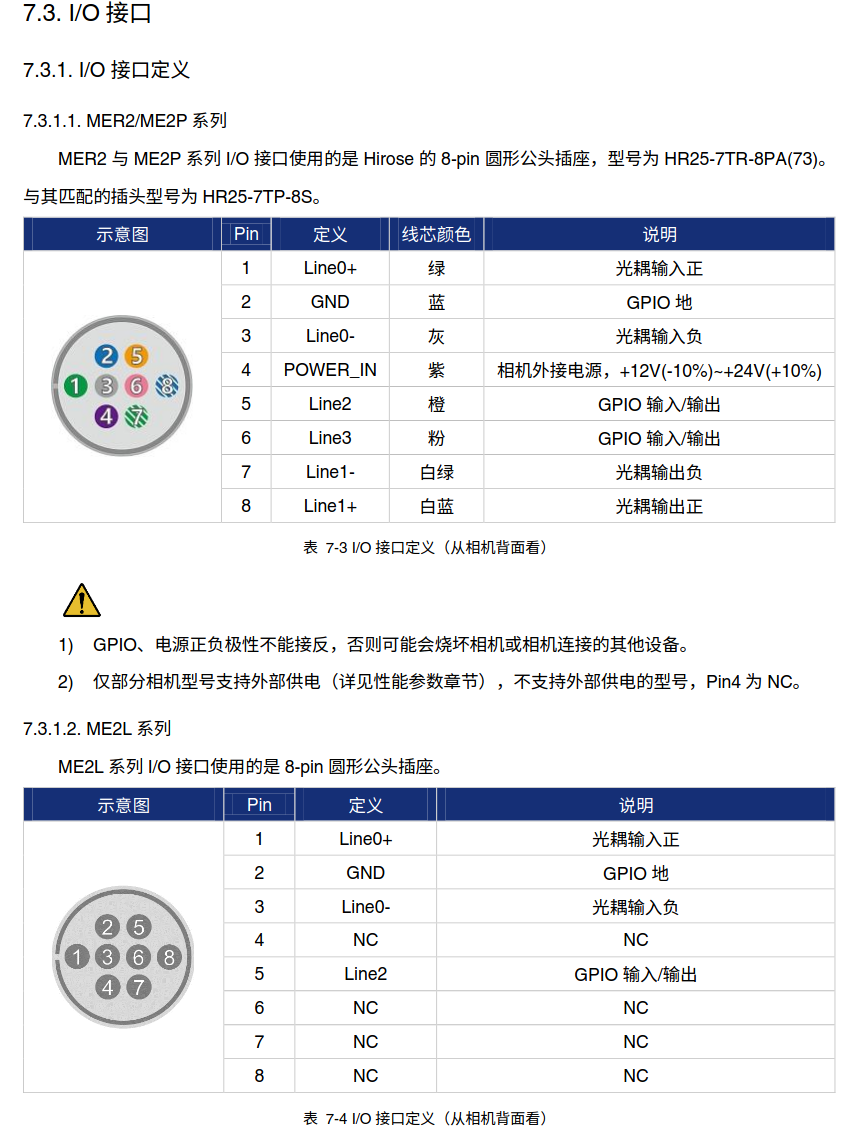 7.3. I/O 接口
7.3.1. I/O 接口定义
7.3.1.1. MER2/ME2P 系列
MER2 与 ME2P 系列 I/O 接口使用的是 Hirose 的 8-pin 圆形公头插座，型号为 HR25-7TR-8PA(73)。
与其匹配的插头型号为 HR25-7TP-8S。
示意图 Pin 定义 线芯颜色 说明
1 Line0+ 绿 光耦输入正
2 GND 蓝 GPIO 地
3 Line0- 灰 光耦输入负
4 POWER_IN 紫 相机外接电源，+12V(-10%)~+24V(+10%)
5 Line2 橙 GPIO 输入/输出
6 Line3 粉 GPIO 输入/输出
7 Line1- 白绿 光耦输出负
8 Line1+ 白蓝 光耦输出正
2 5
1 3 6 8
4 7
表 7-3 I/O 接口定义（从相机背面看）
1) GPIO、电源正负极性不能接反，否则可能会烧坏相机或相机连接的其他设备。
2) 仅部分相机型号支持外部供电（详见性能参数章节），不支持外部供电的型号，Pin4 为 NC。
7.3.1.2. ME2L 系列
ME2L 系列 I/O 接口使用的是 8-pin 圆形公头插座。
示意图 Pin 定义 说明
1 Line0+ 光耦输入正
2 GND GPIO 地
3 Line0- 光耦输入负
4 NC NC
5 Line2 GPIO 输入/输出
6 NC NC
7 NC NC
8 NC NC
2 5
1 3 6 8
4 7
表 7-4 I/O 接口定义（从相机背面看）